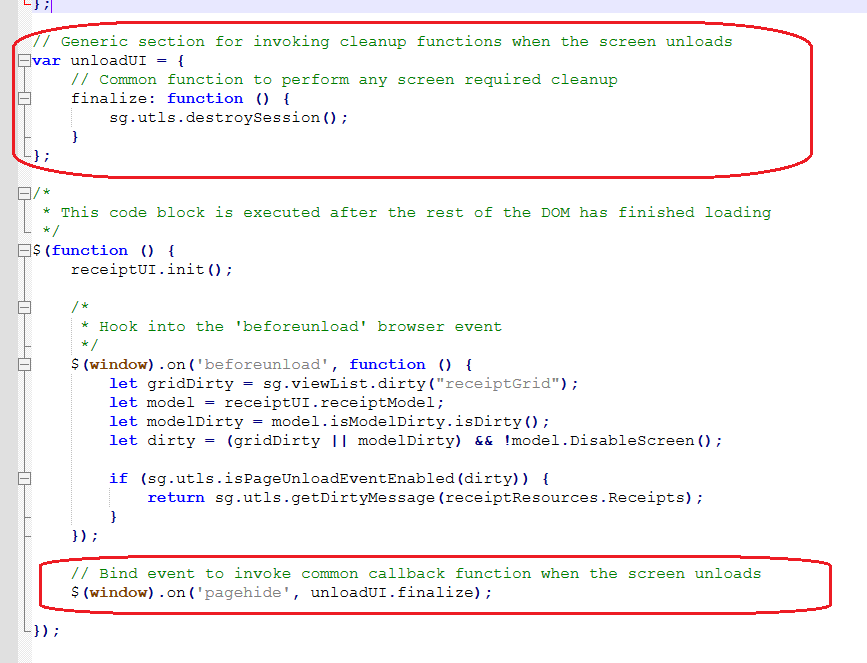 };
// Generic section for invoking cleanup functions when the screen unloads
var unloadUI = {
// Common function to perform any screen required cleanup
finalize: function () {
sg.utls.destroySession();
}
};
/*
* This code block is executed after the rest of the DOM has finished loading
*/
$(function () {
receiptUI.init();
/*
* Hook into the 'beforeunload' browser event
*/
$(window).on('beforeunload', function () {
let gridDirty = sg.viewList.dirty("receiptGrid");
let model = receiptUI.receiptModel;
let modelDirty = model.isModelDirty.isDirty();
let dirty = (gridDirty || modelDirty) && !model.DisableScreen();
if (sg.utls.isPageUnloadEventEnabled(dirty)) {
return sg.utls.getDirtyMessage(receiptResources.Receipts);
}
});
// Bind event to invoke common callback function when the screen unloads
$(window).on('pagehide', unloadUI.finalize);
});